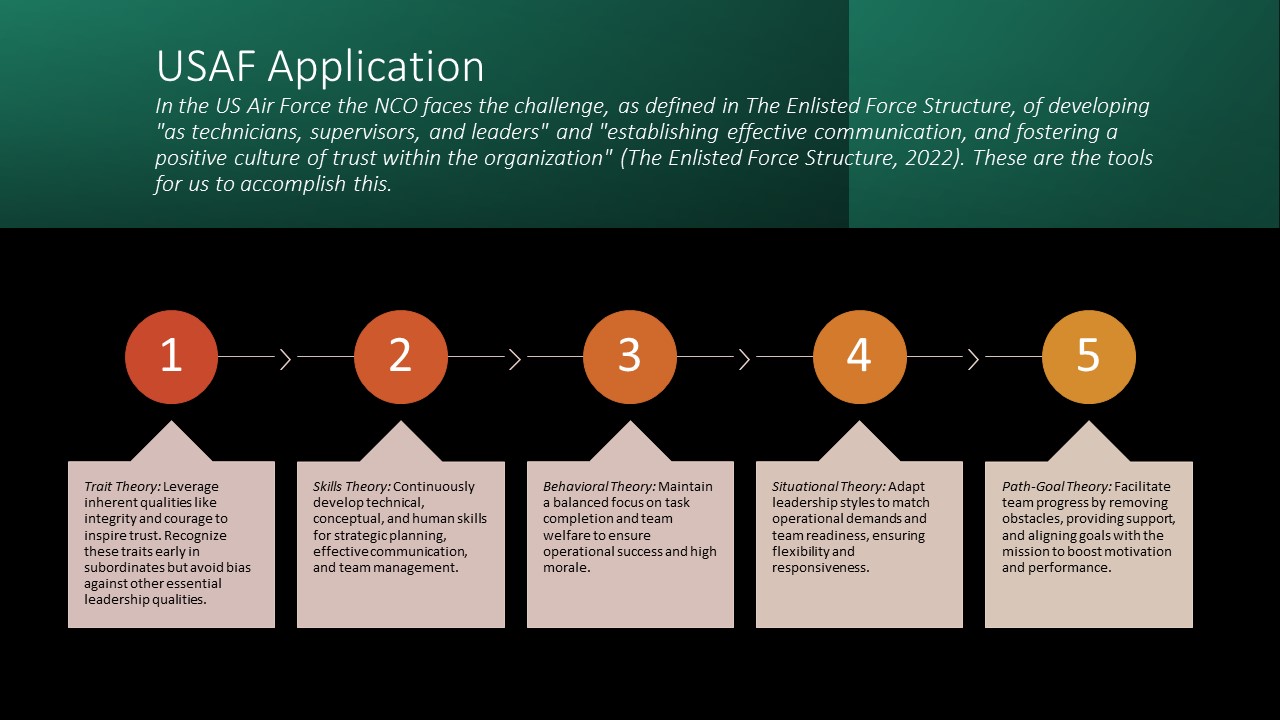 USAF Application
In the US Air Force the NCO faces the challenge, as defined in The Enlisted Force Structure, of developing
"as technicians, supervisors, and leaders" and "establishing effective communication, and fostering a
positive culture of trust within the organization" (The Enlisted Force Structure, 2022). These are the tools
for us to accomplish this.
1
2
3
4
5
Trait Theory: Leverage
inherent qualities like
integrity and courage to
inspire trust. Recognize
these traits early in
subordinates but avoid bias
against other essential
leadership qualities.
Skills Theory: Continuously
develop technical,
conceptual, and human skills
for strategic planning,
effective communication,
and team management.
Behavioral Theory: Maintain
a balanced focus on task
completion and team
welfare to ensure
operational success and high
morale.
Situational Theory: Adapt
leadership styles to match
operational demands and
team readiness, ensuring
flexibility and
responsiveness.
Path-Goal Theory: Facilitate
team progress by removing
obstacles, providing support,
and aligning goals with the
mission to boost motivation
and performance.